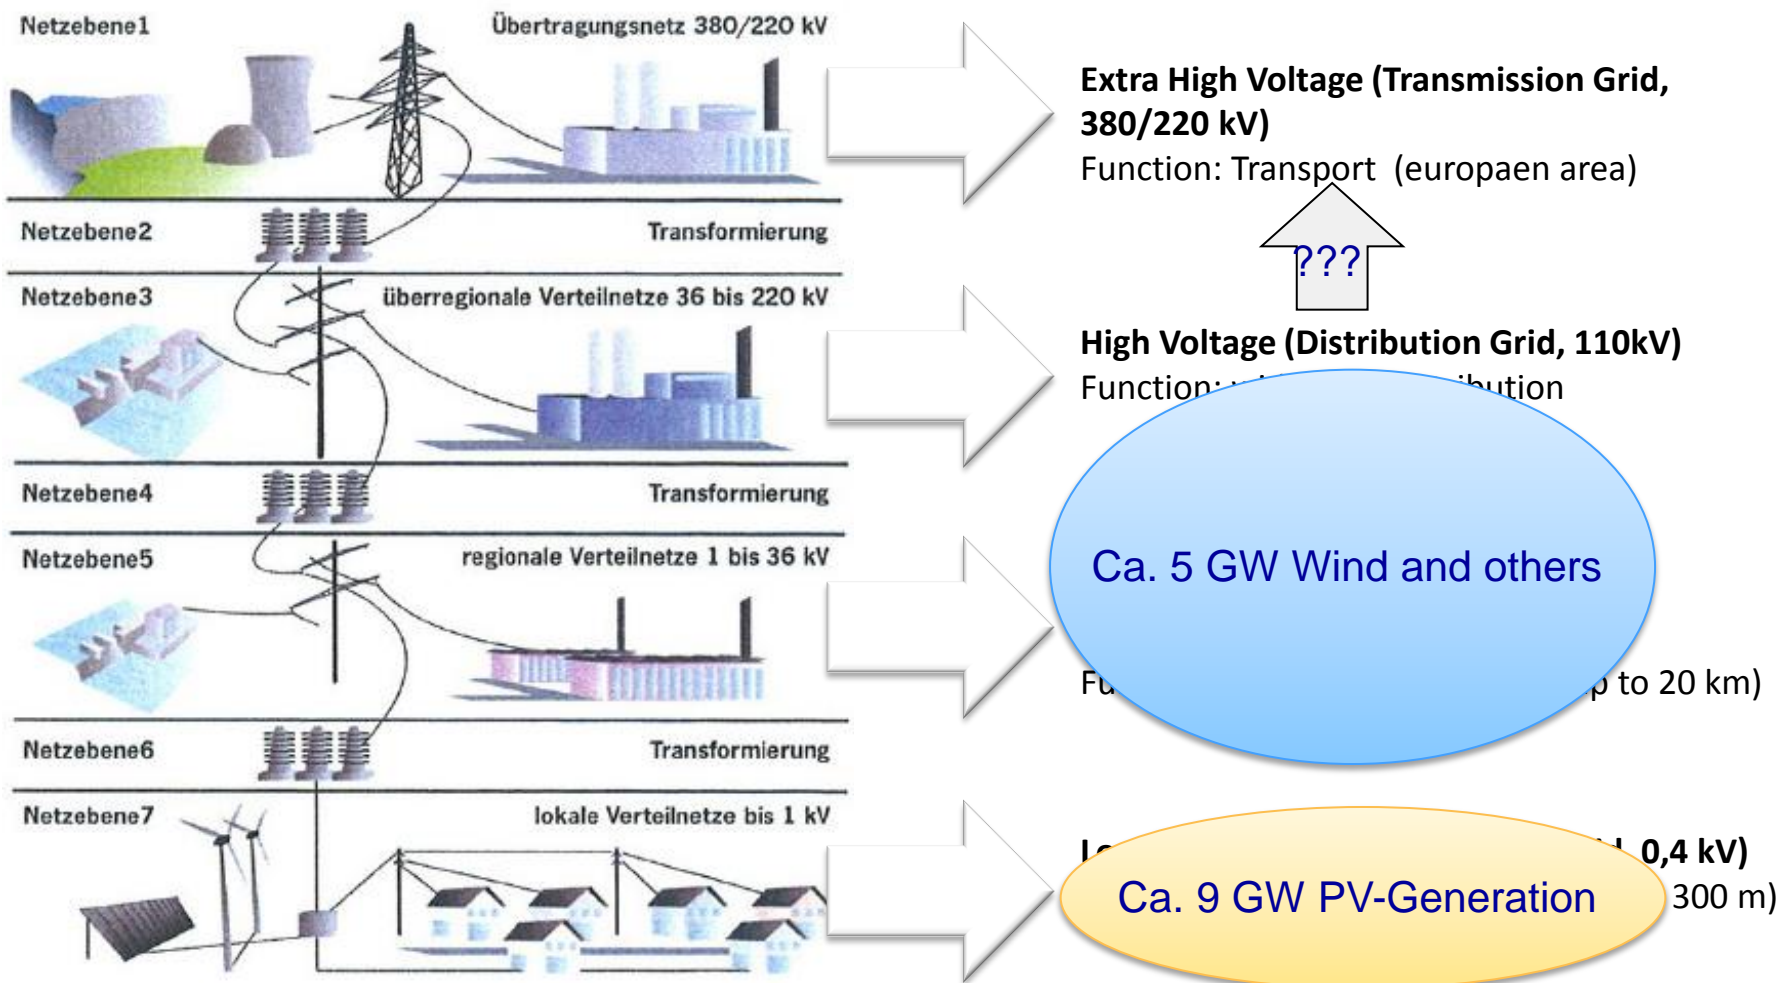 Netzebene1
Übertragungsnetz 380/220 kV
Netzebene2
Transformierung
Netzebene3
überregionale Verteilnetze 36 bis 220 kV
Netzebene4
Transformierung
Netzebene5
regionale Verteilnetze 1 bis 36 kV
Netzebene6
Transformierung
Netzebene7
lokale Verteilnetze bis 1 kV
Extra High Voltage (Transmission Grid,
380/220 kV)
Function: Transport (europaen area)
???
High Voltage (Distribution Grid, 110kV)
Function:
Ca. 5 GW Wind and others
to 20 km)
0,4 kV)
Ca. 9 GW PV-Generation
300 m)